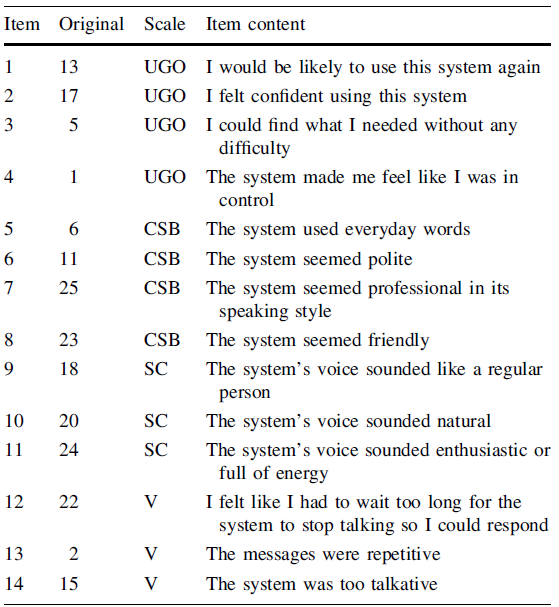 Item Original Scale Item content
1 13 UGO I would be likely to use this system again
2 17 UGO I felt confident using this system
3 5 UGO I could find what I needed without any
difficulty
4 1 UGO The system made me feel like I was in
control
5 6 CSB The system used everyday words
6 11 CSB The system seemed polite
7 25 CSB The system seemed professional in its
speaking style
8 23 CSB The system seemed friendly
9 18 SC The system's voice sounded like a regular
person
10 20 SC The system's voice sounded natural
11 24 SC The system's voice sounded enthusiastic or
full of energy
12 22 V I felt like I had to wait too long for the
system to stop talking so I could respond
13 2 V The messages were repetitive
14 15 V The system was too talkative